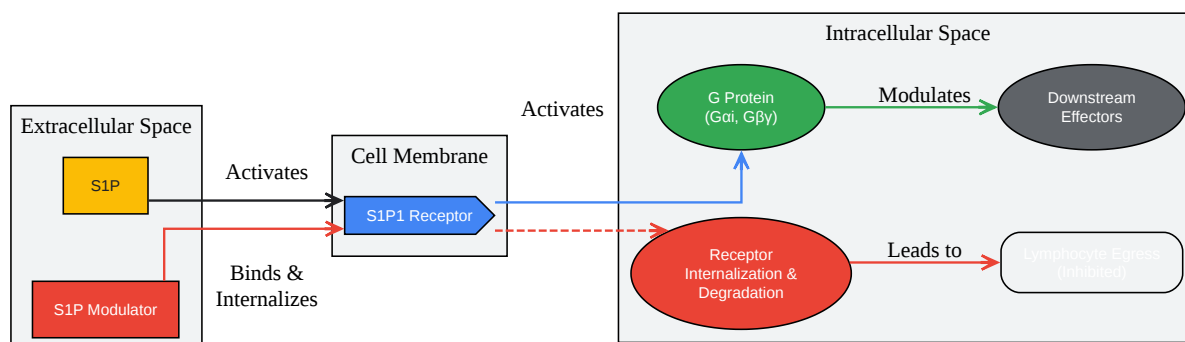 Extracellular Space
S1P
S1P Modulator
Activates
Binds &
Internalizes
Cell Membrane
S1P1 Receptor
Activates
Intracellular Space
G Protein
(Gαi, Gβγ)
Modulates
Downstream
Effectors
Receptor
Internalization &
Degradation
Leads to
Lymphocyte Egress
(Inhibited)